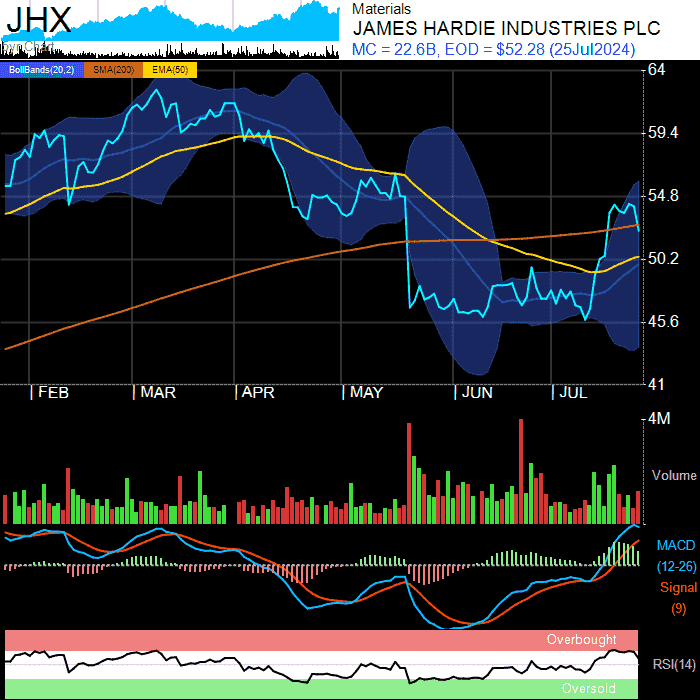 JHX
Materials
JAMES HARDIE INDUSTRIES PLC
MC = 22.6B, EOD = $52.28 (25Jul2024)
BollBands(20,2) SMA(200) EMA(50)
64
59.4
54.8
50.2
45.6
41
FEB MAR APR MAY JUN JUL
4M
Volume
MACD
(12-26)
Signal
(9)
Overbought
RSI(14)
Oversold